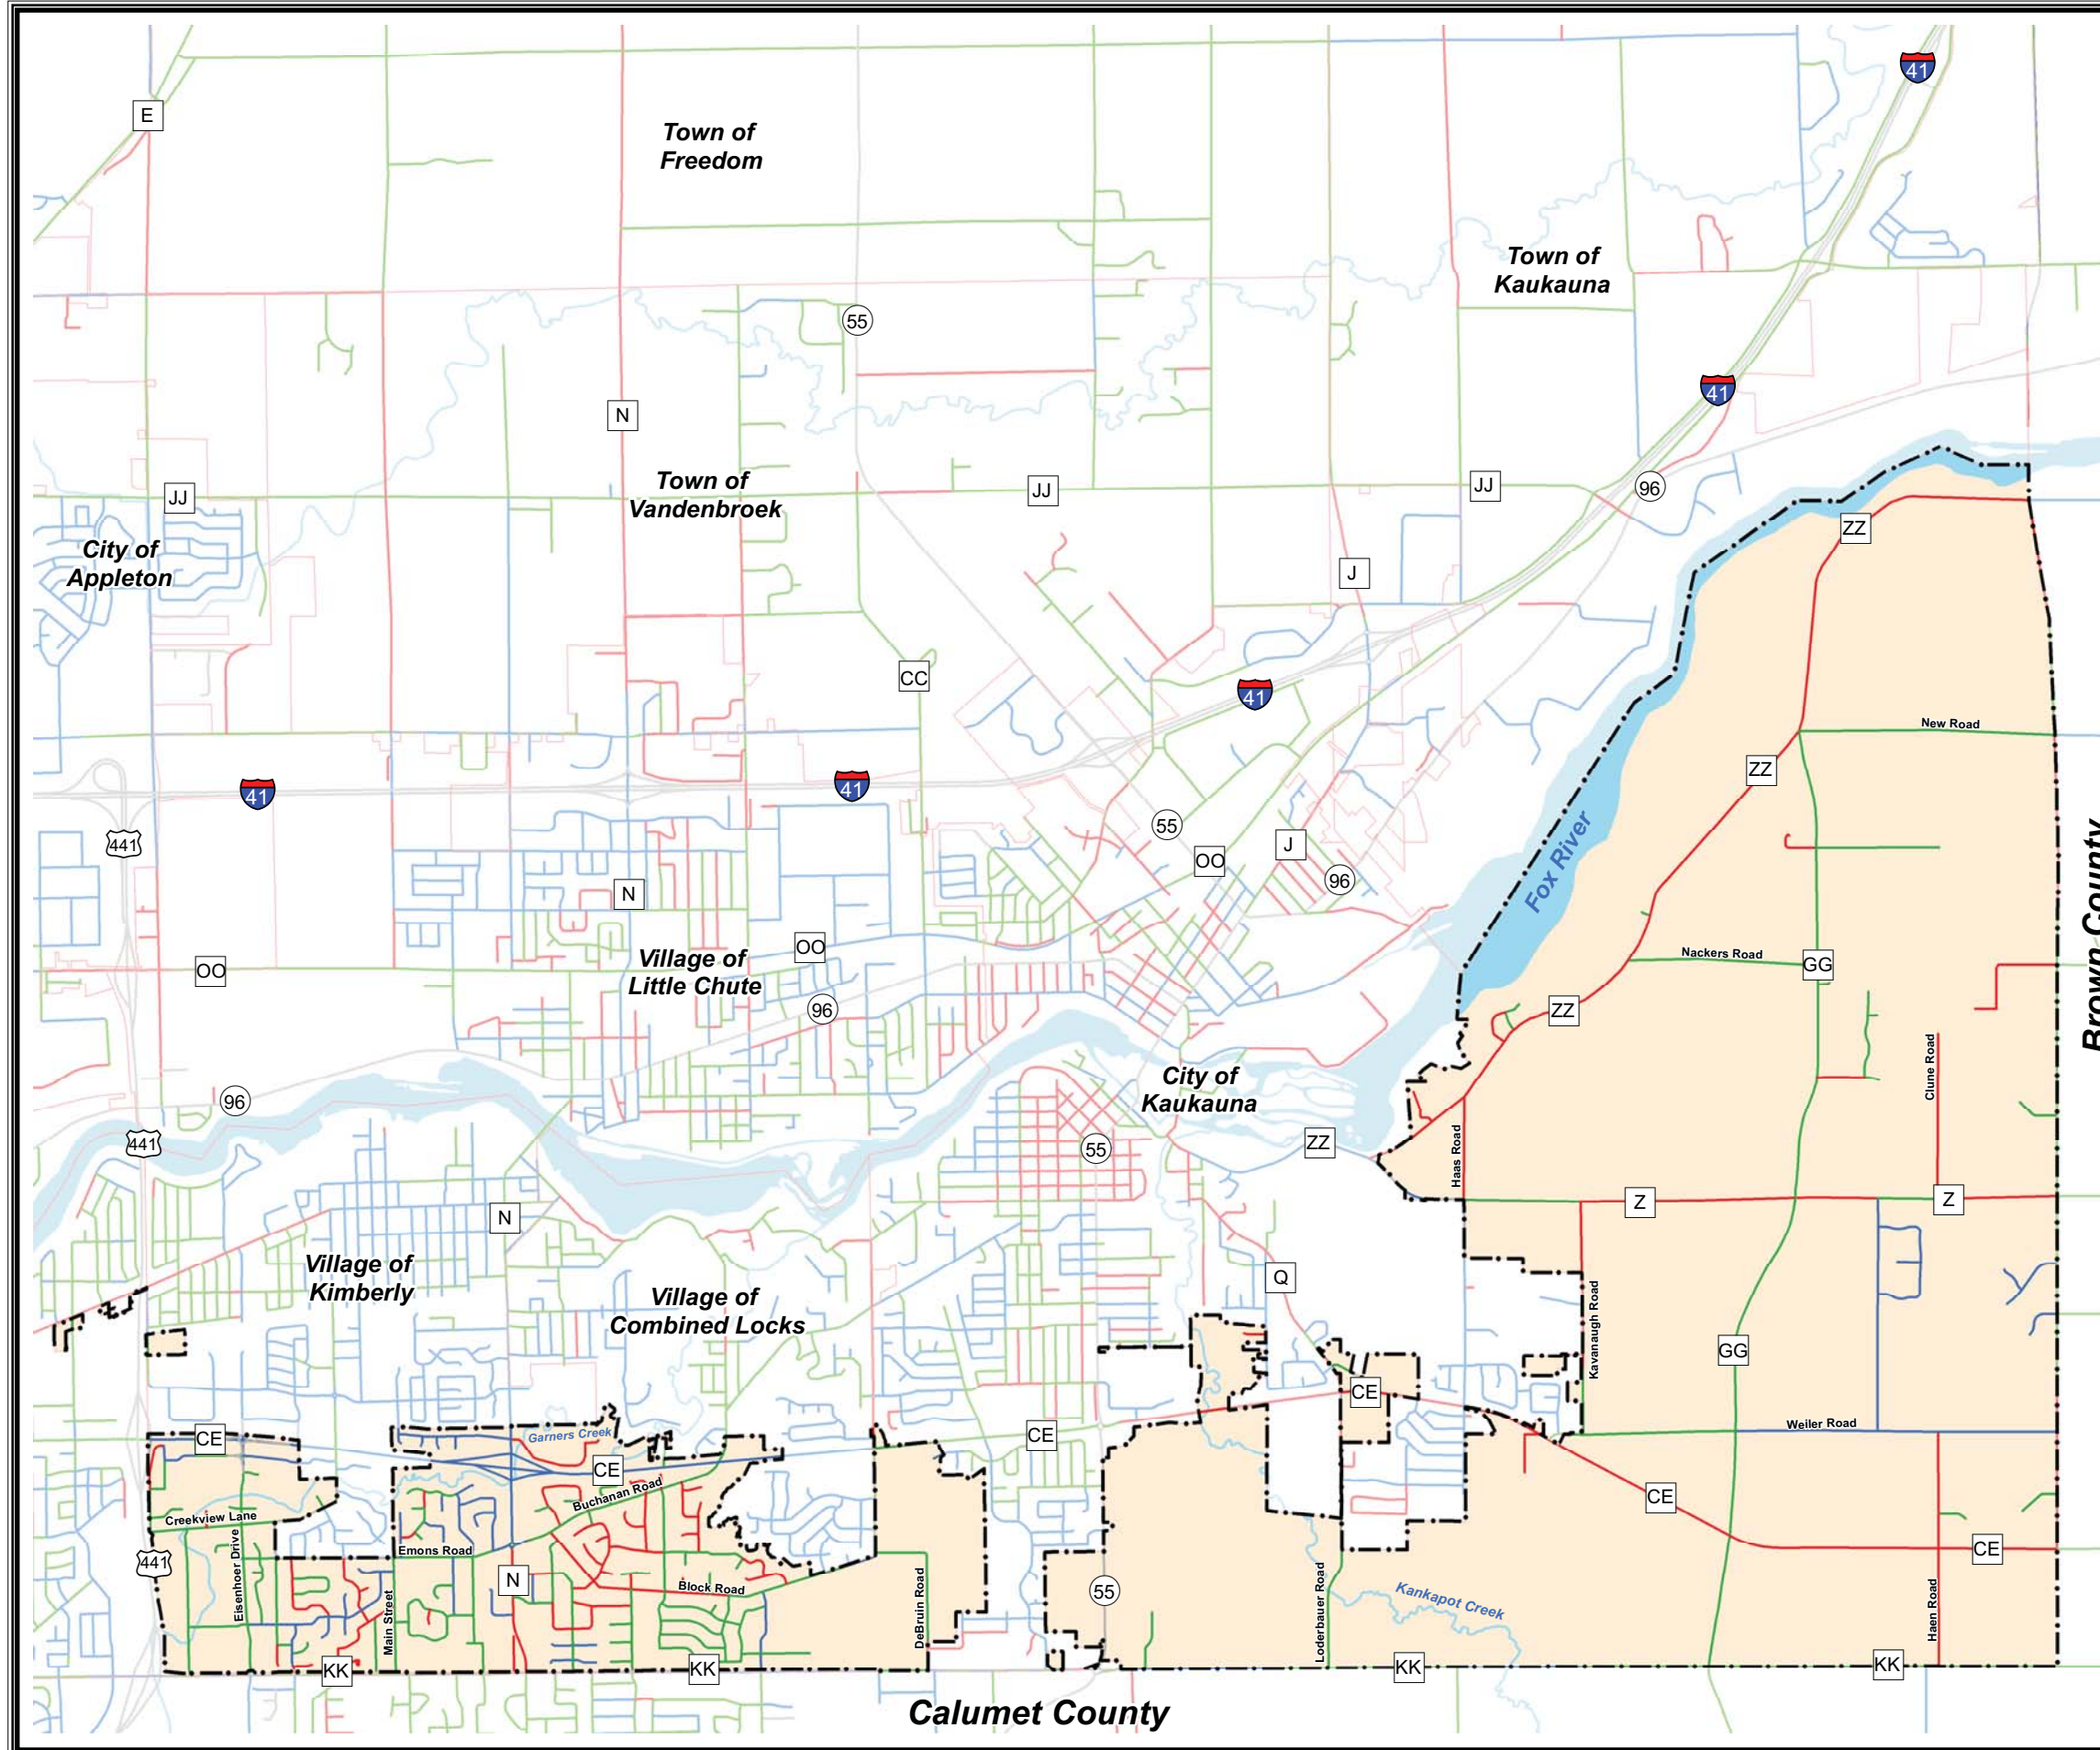 41
E
Town of
Freedom
Town of
Kaukauna
55
41
N
JJ
Town of
Vandenbroek
JJ
JJ
96
ZZ
City of
Appleton
J
CC
41
New Road
ZZ
41
41
55
441
J
OO
96
N
Fox River
Brown County
OO
Village of
Little Chute
OO
Nackers Road
GG
96
ZZ
Clune Road
City of
Kaukauna
96
441
55
ZZ
Haas Road
Z
Z
N
Village of
Kimberly
Q
Village of
Combined Locks
Kavanaugh Road
GG
CE
Weiler Road
CE
Garners Creek
CE
CE
Buchanan Road
CE
Creekview Lane
Emons Road
CE
441
Eisenhoer Drive
N
Block Road
55
Main Street
DeBruin Road
Loderbauer Road
Kankapot Creek
Haen Road
KK
KK
KK
KK
Calumet County